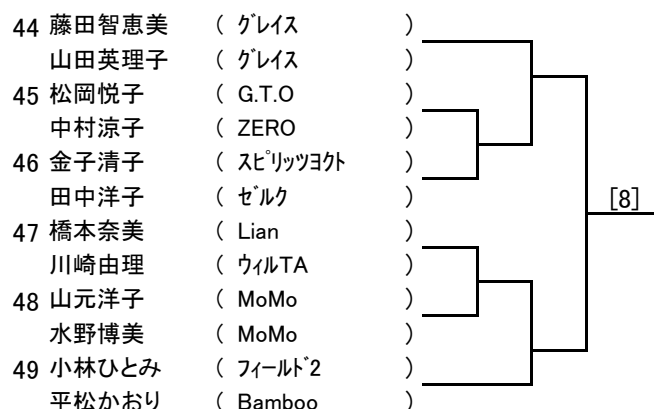 44 藤田智恵美 ( グレイス )
山田英理子 ( グレイス )
45 松岡悦子 ( G.T.O )
中村涼子 ( ZERO )
46 金子清子 ( スピリッツヨクト )
田中洋子 ( ゼルク )
[8]
47 橋本奈美 ( Lian )
川崎由理 ( ウィルTA )
48 山元洋子 ( MoMo )
水野博美 ( MoMo )
49 小林ひとみ ( フィールド2 )
平松かおり ( Bamboo )